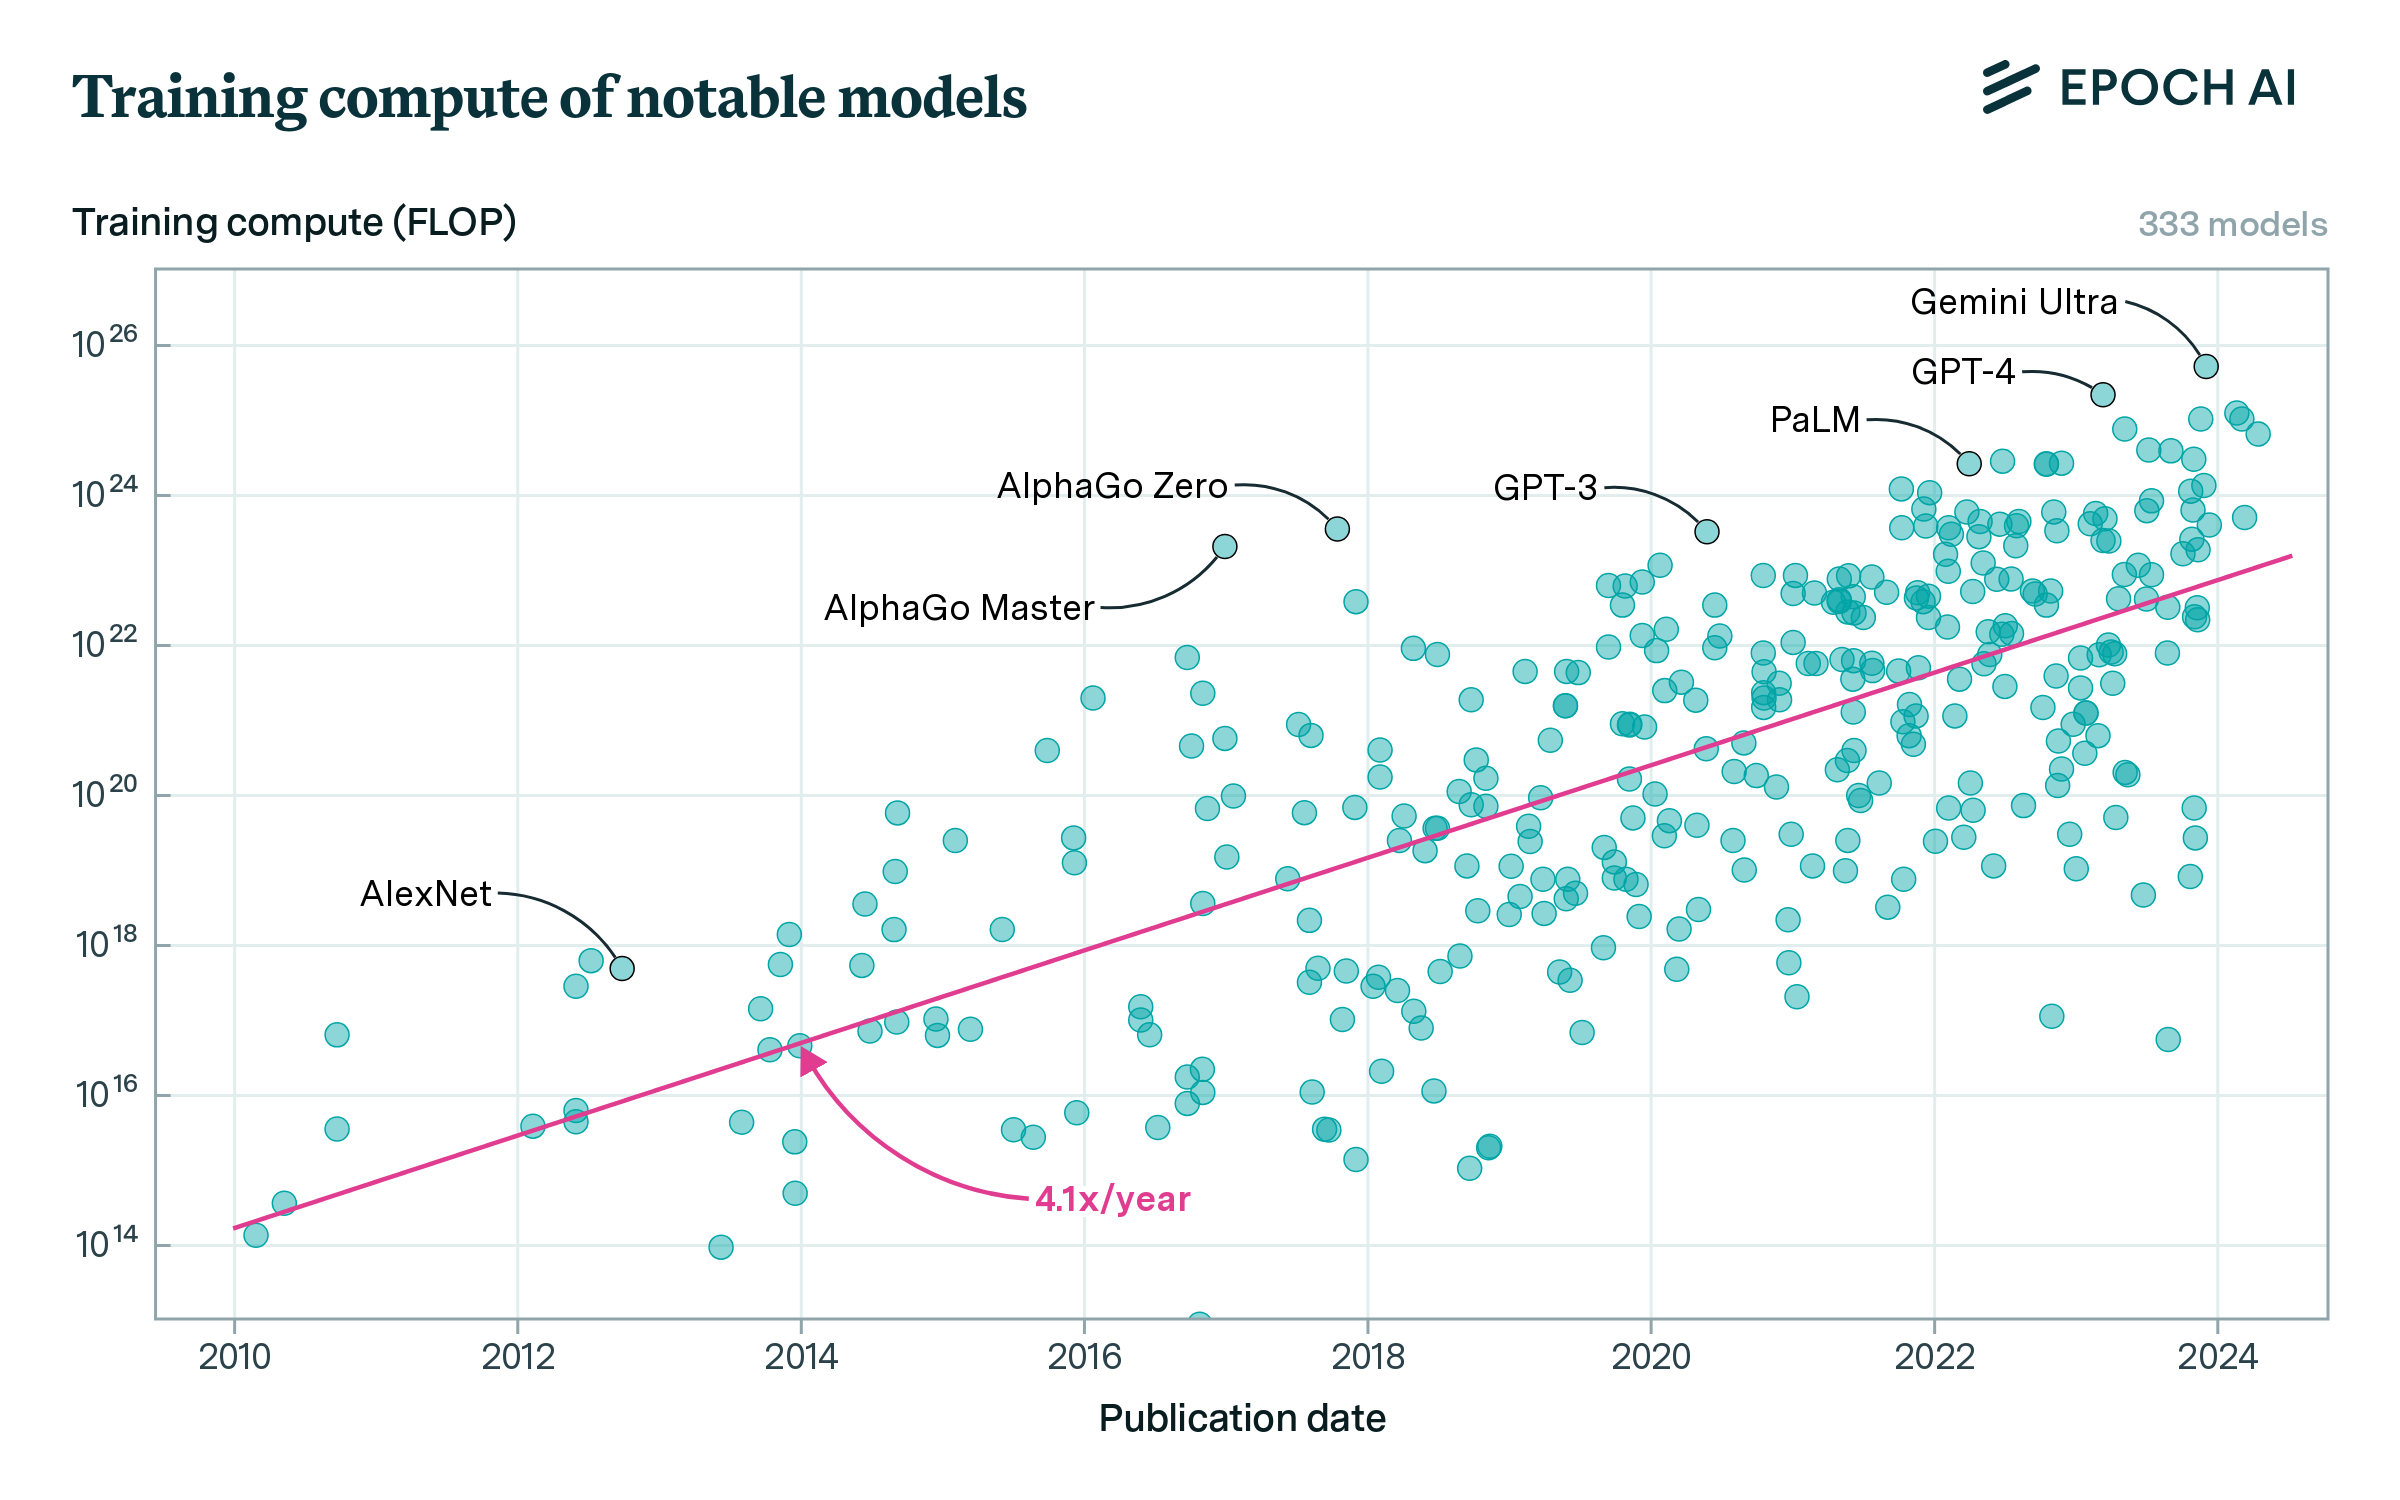 Training compute of notable models
EPOCH AI
Training compute (FLOP)
333 models
Gemini Ultra
10^26
GPT-4
PaLM
AlphaGo Zero
GPT-3
10^24
AlphaGo Master
10^22
10^20
AlexNet
10^18
10^16
4.1x/year
10^14
2010 2012 2014 2016 2018 2020 2022 2024
Publication date